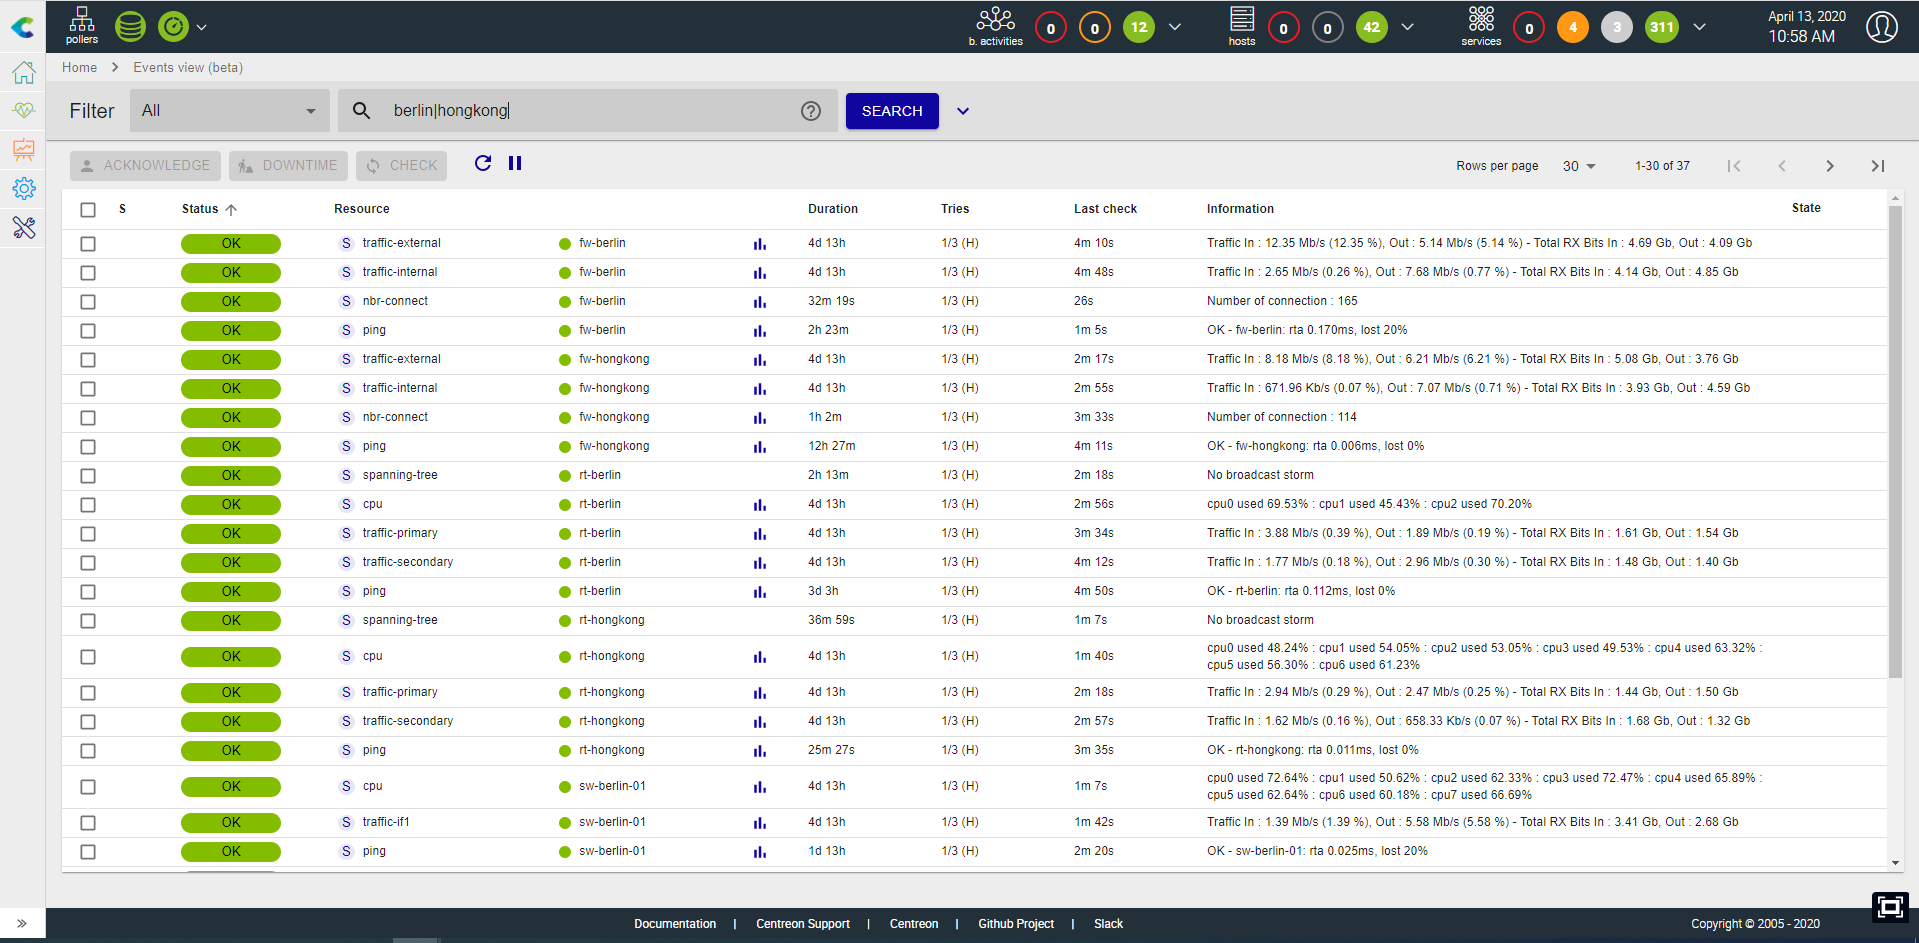 pollers
b. activities 0 0 12
hosts 0 0 42
services 0 4 3 311
April 13, 2020
10:58 AM
Home Events view (beta)
Filter All berlin|hongkong SEARCH
ACKNOWLEDGE DOWNTIME CHECK Rows per page 30 1-30 of 37
S Status Resource Duration Tries Last check Information State
OK S traffic-external fw-berlin 4d 13h 1/3 (H) 4m 10s Traffic In : 12.35 Mb/s (12.35 %), Out : 5.14 Mb/s (5.14 %) - Total RX Bits In : 4.69 Gb, Out : 4.09 Gb
OK S traffic-internal fw-berlin 4d 13h 1/3 (H) 4m 48s Traffic In : 2.65 Mb/s (0.26 %), Out : 7.68 Mb/s (0.77 %) - Total RX Bits In : 4.14 Gb, Out : 4.85 Gb
OK S nbr-connect fw-berlin 32m 19s 1/3 (H) 26s Number of connection : 165
OK S ping fw-berlin 2h 23m 1/3 (H) 1m 5s OK - fw-berlin: rta 0.170ms, lost 20%
OK S traffic-external fw-hongkong 4d 13h 1/3 (H) 2m 17s Traffic In : 8.18 Mb/s (8.18 %), Out : 6.21 Mb/s (6.21 %) - Total RX Bits In : 5.08 Gb, Out : 3.76 Gb
OK S traffic-internal fw-hongkong 4d 13h 1/3 (H) 2m 55s Traffic In : 671.96 Kb/s (0.07 %), Out : 7.07 Mb/s (0.71 %) - Total RX Bits In : 3.93 Gb, Out : 4.59 Gb
OK S nbr-connect fw-hongkong 1h 2m 1/3 (H) 3m 33s Number of connection : 114
OK S ping fw-hongkong 12h 27m 1/3 (H) 4m 11s OK - fw-hongkong: rta 0.006ms, lost 0%
OK S spanning-tree rt-berlin 2h 13m 1/3 (H) 2m 18s No broadcast storm
OK S cpu rt-berlin 4d 13h 1/3 (H) 2m 56s cpu0 used 69.53% : cpu1 used 45.43% : cpu2 used 70.20%
OK S traffic-primary rt-berlin 4d 13h 1/3 (H) 3m 34s Traffic In : 3.88 Mb/s (0.39 %), Out : 1.89 Mb/s (0.19 %) - Total RX Bits In : 1.61 Gb, Out : 1.54 Gb
OK S traffic-secondary rt-berlin 4d 13h 1/3 (H) 4m 12s Traffic In : 1.77 Mb/s (0.18 %), Out : 2.96 Mb/s (0.30 %) - Total RX Bits In : 1.48 Gb, Out : 1.40 Gb
OK S ping rt-berlin 3d 3h 1/3 (H) 4m 50s OK - rt-berlin: rta 0.112ms, lost 0%
OK S spanning-tree rt-hongkong 36m 59s 1/3 (H) 1m 7s No broadcast storm
OK S cpu rt-hongkong 4d 13h 1/3 (H) 1m 40s cpu0 used 48.24% : cpu1 used 54.05% : cpu2 used 53.05% : cpu3 used 49.53% : cpu4 used 63.32% :
cpu5 used 56.30% : cpu6 used 61.23%
OK S traffic-primary rt-hongkong 4d 13h 1/3 (H) 2m 18s Traffic In : 2.94 Mb/s (0.29 %), Out : 2.47 Mb/s (0.25 %) - Total RX Bits In : 1.44 Gb, Out : 1.50 Gb
OK S traffic-secondary rt-hongkong 4d 13h 1/3 (H) 2m 57s Traffic In : 1.62 Mb/s (0.16 %), Out : 658.33 Kb/s (0.07 %) - Total RX Bits In : 1.68 Gb, Out : 1.32 Gb
OK S ping rt-hongkong 25m 27s 1/3 (H) 3m 35s OK - rt-hongkong: rta 0.011ms, lost 0%
OK S cpu sw-berlin-01 4d 13h 1/3 (H) 1m 7s cpu0 used 72.64% : cpu1 used 50.62% : cpu2 used 62.33% : cpu3 used 72.47% : cpu4 used 65.89% :
cpu5 used 62.64% : cpu6 used 60.18% : cpu7 used 66.69%
OK S traffic-if1 sw-berlin-01 4d 13h 1/3 (H) 1m 42s Traffic In : 1.39 Mb/s (1.39 %), Out : 5.58 Mb/s (5.58 %) - Total RX Bits In : 3.41 Gb, Out : 2.68 Gb
OK S ping sw-berlin-01 1d 13h 1/3 (H) 2m 20s OK - sw-berlin-01: rta 0.025ms, lost 20%
Documentation | Centreon Support | Centreon | Github Project | Slack Copyright © 2005 - 2020